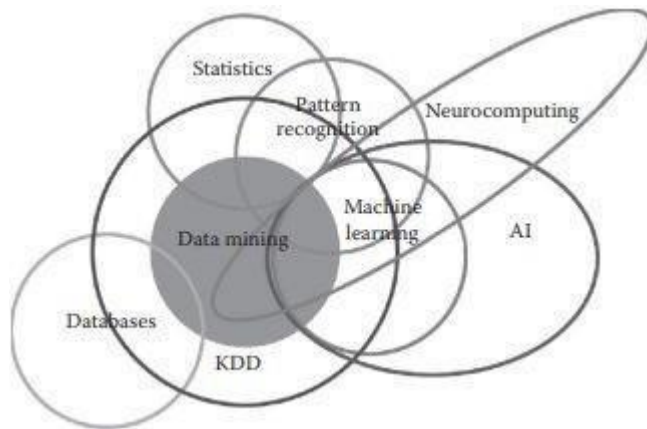 Statistics
Pattern
recognition
Neurocomputing
Machine
learning
Data mining
AI
Databases
KDD